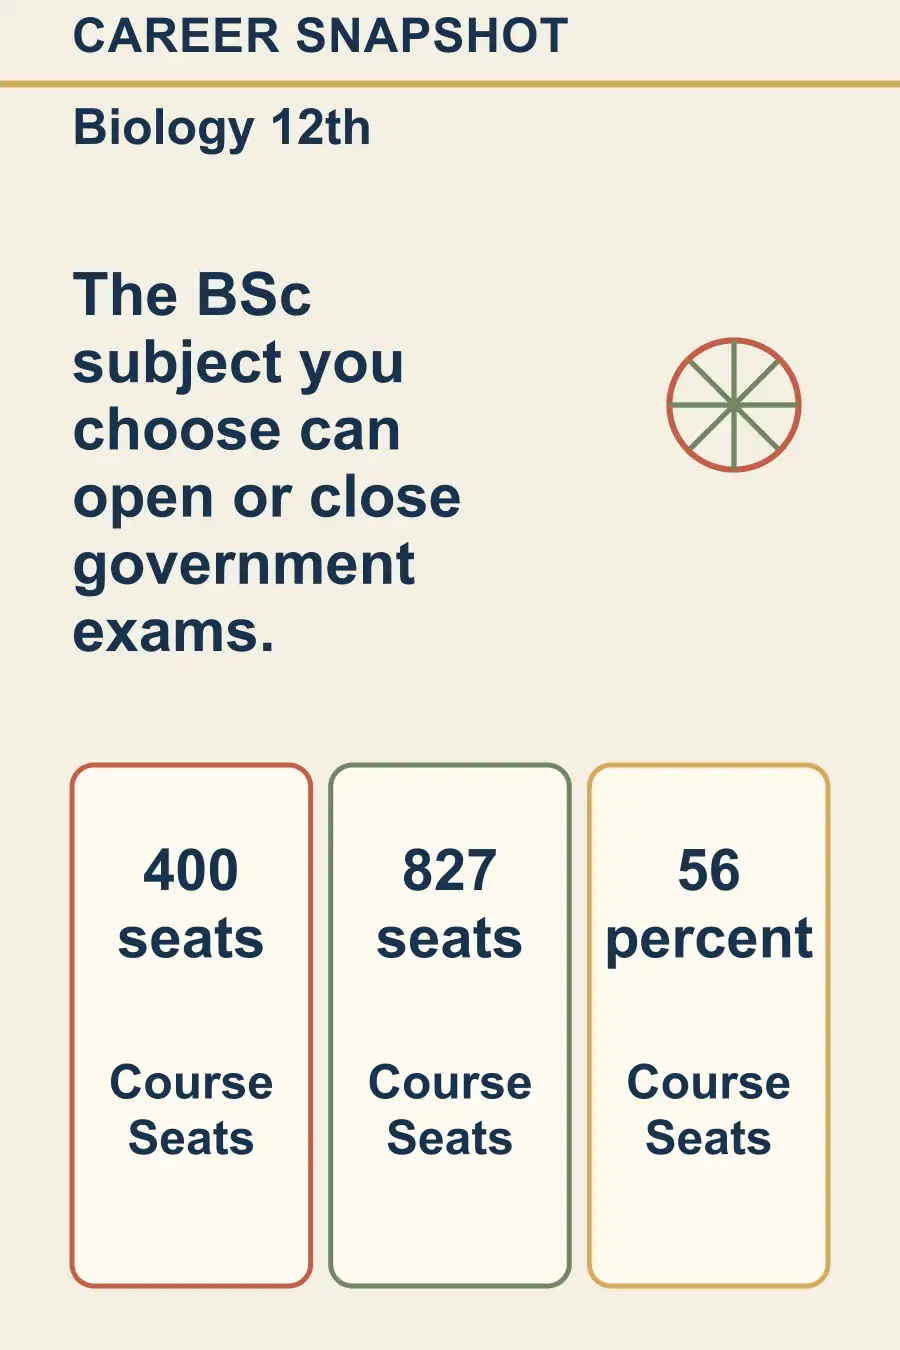 CAREER SNAPSHOT
Biology 12th
The BSc
subject you
choose can
open or close
government
exams.
400
seats
Course
Seats
827
seats
Course
Seats
56
percent
Course
Seats